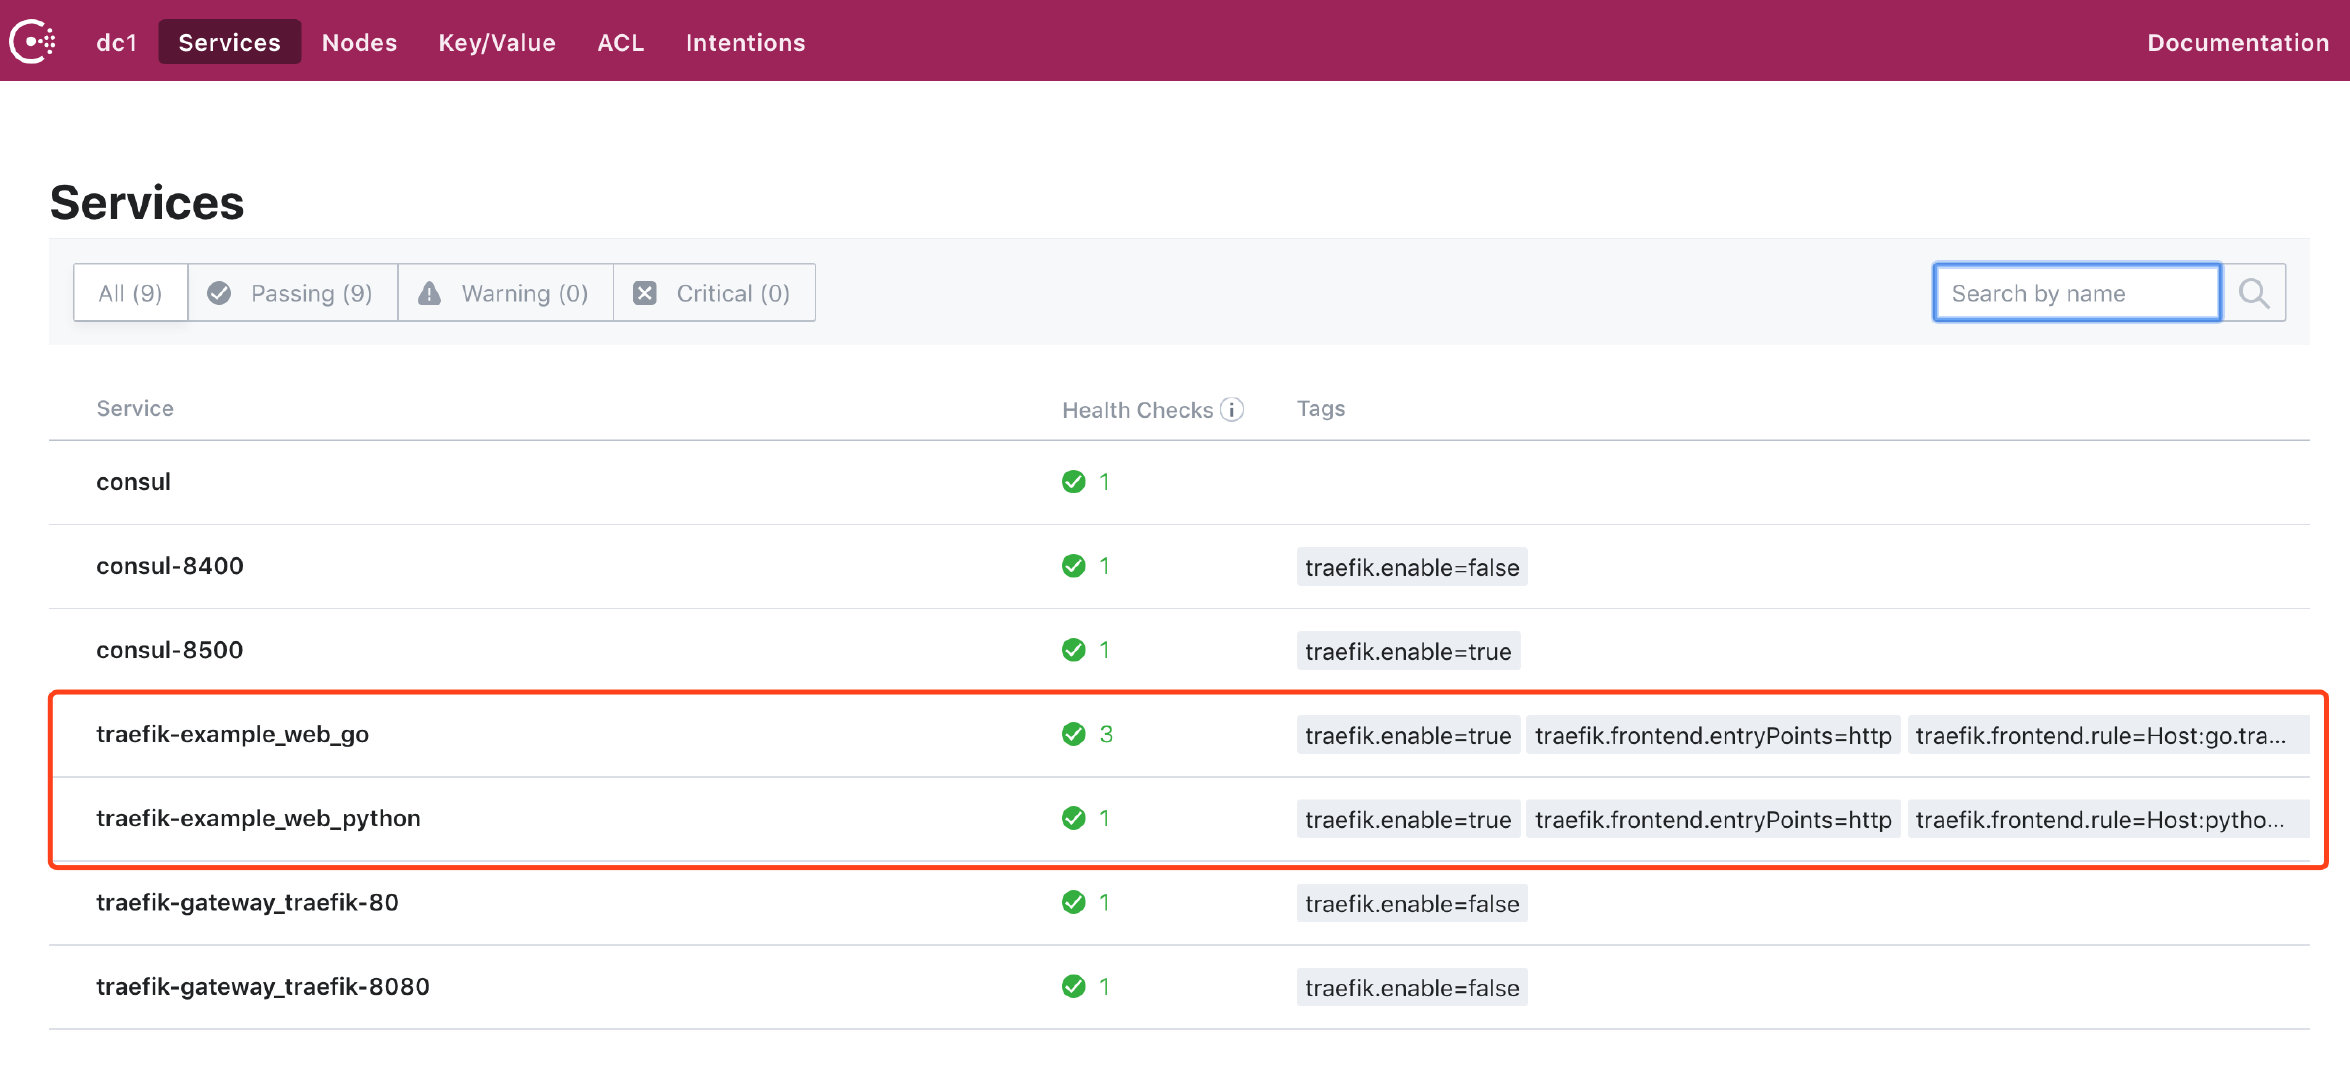 dc1 Services Nodes Key/Value ACL Intentions Documentation
Services
All (9) Passing (9) Warning (0) Critical (0) Search by name
Service Health Checks Tags
consul 1
consul-8400 1 traefik.enable=false
consul-8500 1 traefik.enable=true
traefik-example_web_go 3 traefik.enable=true traefik.frontend.entryPoints=http traefik.frontend.rule=Host:go.tra...
traefik-example_web_python 1 traefik.enable=true traefik.frontend.entryPoints=http traefik.frontend.rule=Host:pytho...
traefik-gateway_traefik-80 1 traefik.enable=false
traefik-gateway_traefik-8080 1 traefik.enable=false